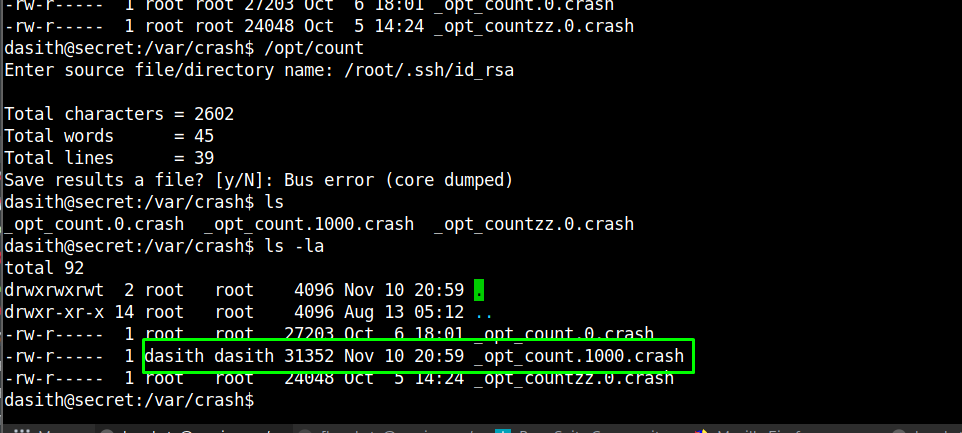 -rw-r----- 1 root root 27203 Oct  6 18:01 _opt_count.0.crash
-rw-r-----  1 root root 24048 Oct  5 14:24 _opt_countzz.0.crash
dasith@secret:/var/crash$ /opt/count
Enter source file/directory name: /root/.ssh/id_rsa
Total characters = 2602
Total words      = 45
Total lines      = 39
Save results a file? [y/N]: Bus error (core dumped)
dasith@secret:/var/crash$ ls
_opt_count.0.crash  _opt_count.1000.crash  _opt_countzz.0.crash
dasith@secret:/var/crash$ ls -la
total 92
drwxrwxrwt  2 root   root    4096 Nov 10 20:59 .
drwxr-xr-x 14 root   root    4096 Aug 13 05:12 ..
-rw-r-----  1 root   root   27203 Oct  6 18:01 _opt_count.0.crash
-rw-r-----  1 dasith dasith 31352 Nov 10 20:59 _opt_count.1000.crash
-rw-r-----  1 root   root   24048 Oct  5 14:24 _opt_countzz.0.crash
dasith@secret:/var/crash$